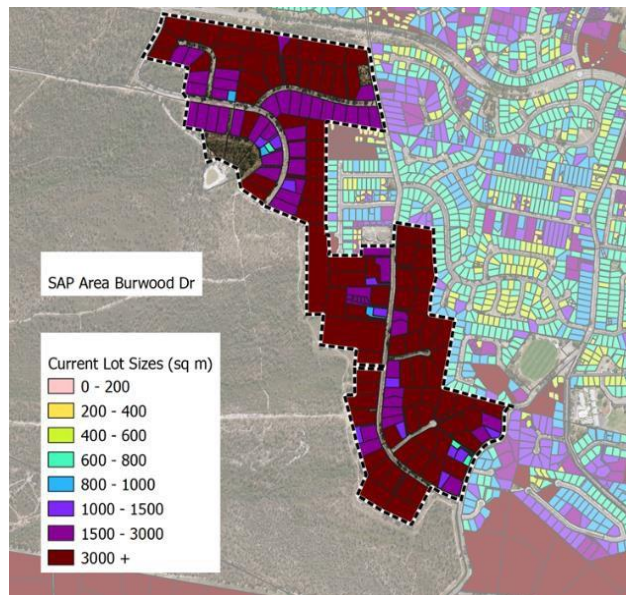 SAP Area Burwood Dr
Current Lot Sizes (sq m)
0 - 200
200 - 400
400 - 600
600 - 800
800 - 1000
1000 - 1500
1500 - 3000
3000 +